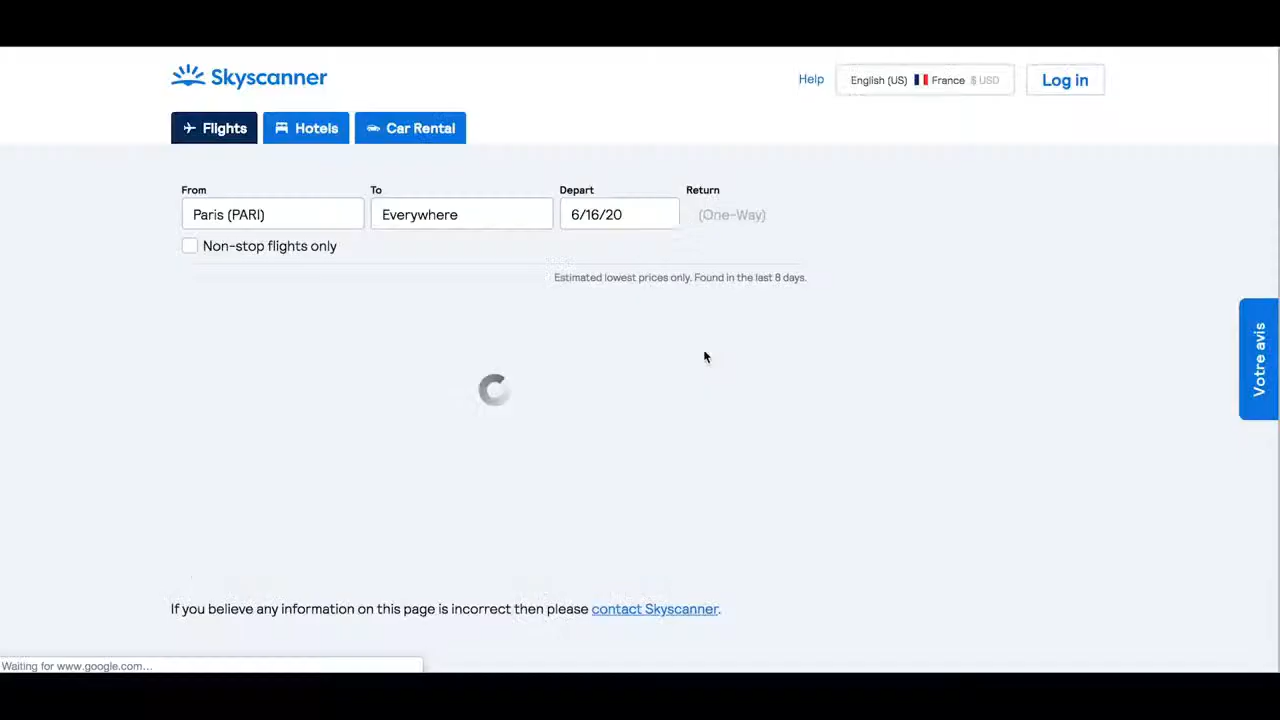 Skyscanner
Help
English (US) France $ USD
Log in
Flights
Hotels
Car Rental
From
To
Depart
Return
Paris (PARI)
Everywhere
6/16/20
(One-Way)
Non-stop flights only
Estimated lowest prices only. Found in the last 8 days.
Votre avis
If you believe any information on this page is incorrect then please contact Skyscanner.
Waiting for www.google.com...